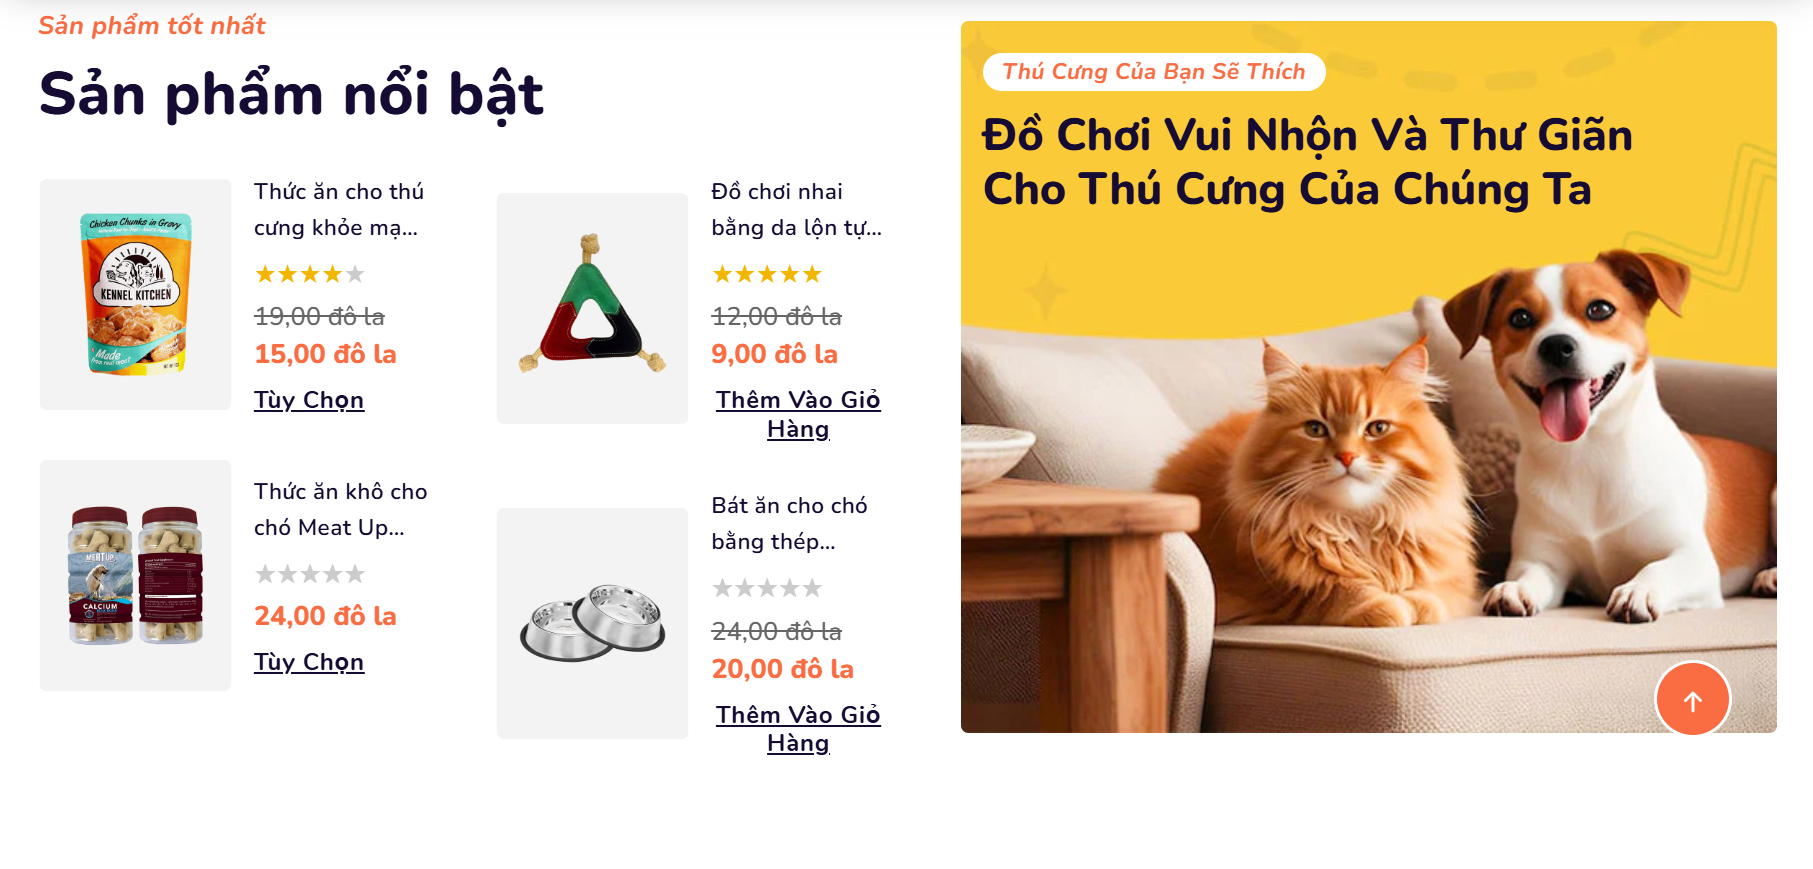 Sản phẩm tốt nhất
Sản phẩm nổi bật
Thức ăn cho thú
cưng khỏe mạ...
19,00 đô la
15,00 đô la
Tùy Chọn
Chicken Chunks in Gravy
KENNEL KITCHEN
Made
from real meat
Đồ chơi nhai
bằng da lộn tự...
12,00 đô la
9,00 đô la
Thêm Vào Giỏ
Hàng
Thức ăn khô cho
chó Meat Up...
24,00 đô la
Tùy Chọn
MEAT UP
CALCIUM
Bát ăn cho chó
bằng thép...
24,00 đô la
20,00 đô la
Thêm Vào Giỏ
Hàng
Thú Cưng Của Bạn Sẽ Thích
Đồ Chơi Vui Nhộn Và Thư Giãn
Cho Thú Cưng Của Chúng Ta